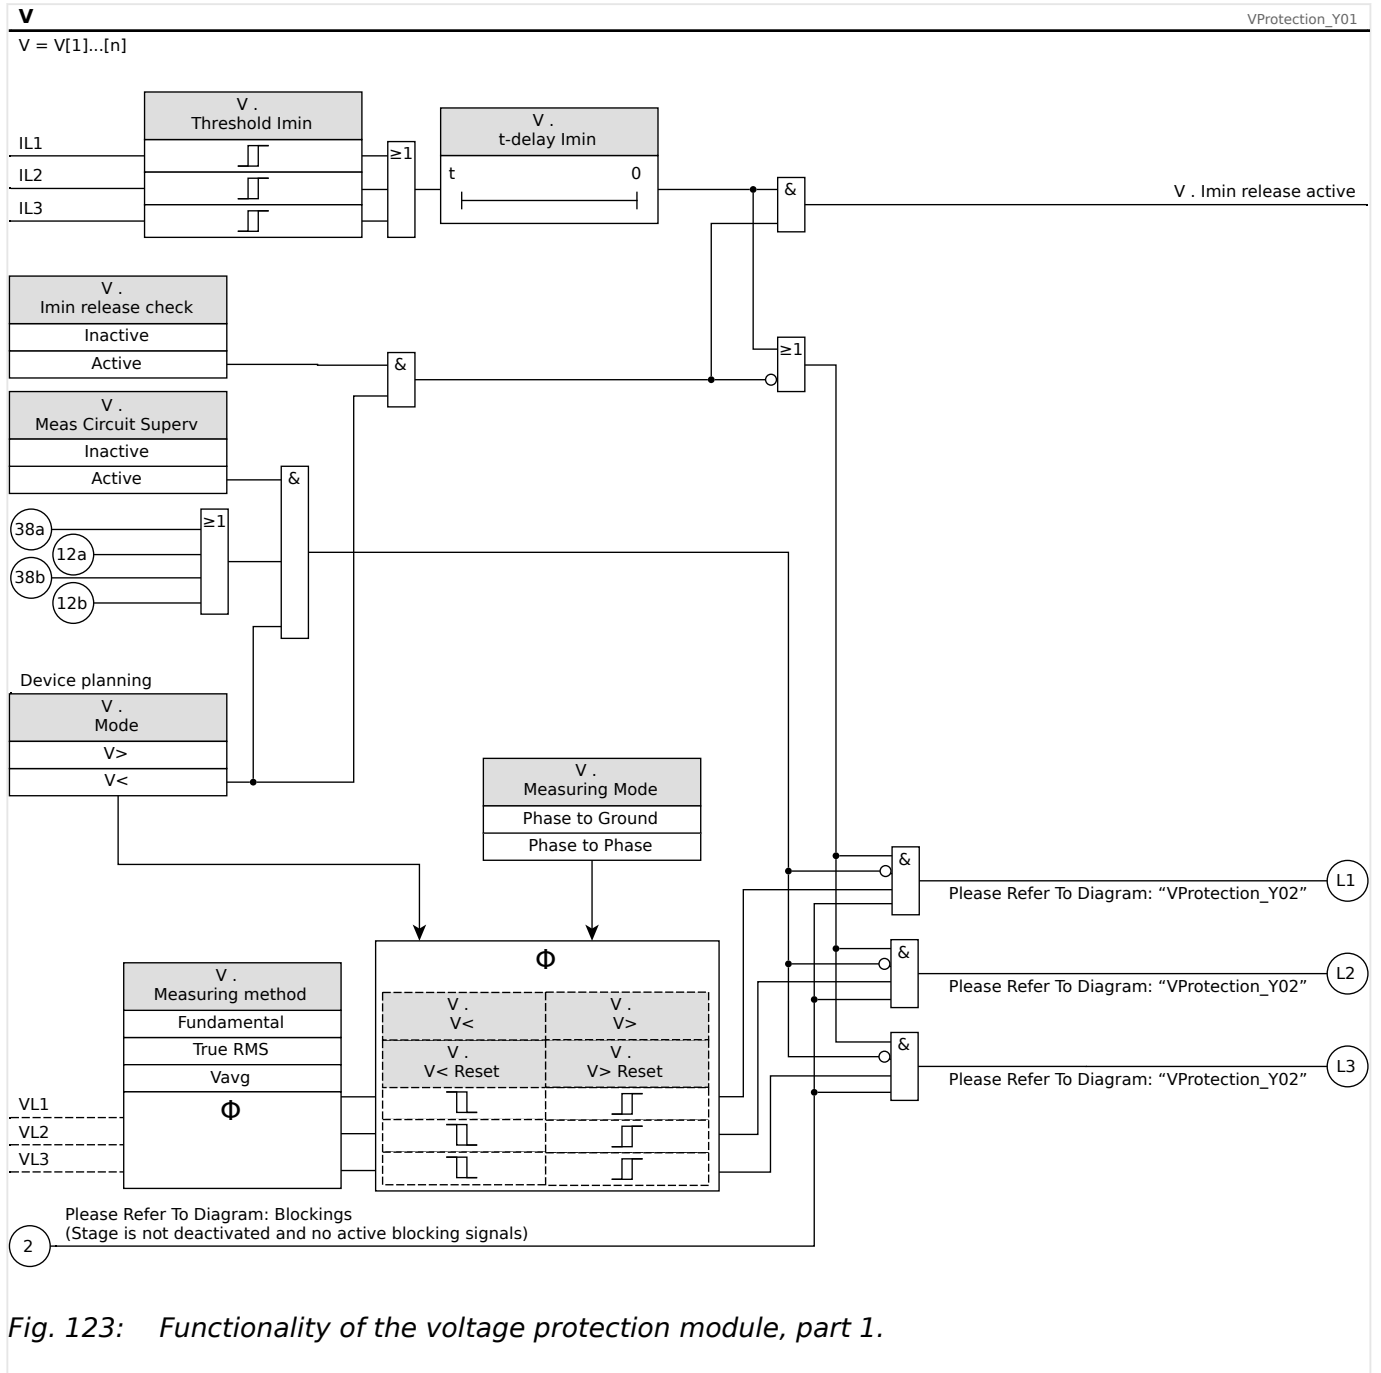 V
VProtection_Y01
V = V[1]...[n]
V .
Threshold Imin
IL1
IL2
IL3
≥1
V .
t-delay Imin
t
0
&
V . Imin release active
V .
Imin release check
Inactive
Active
&
≥1
V .
Meas Circuit Superv
Inactive
Active
&
38a
12a
38b
12b
≥1
Device planning
V .
Mode
V>
V<
V .
Measuring Mode
Phase to Ground
Phase to Phase
&
L1
Please Refer To Diagram: “VProtection_Y02”
&
L2
Please Refer To Diagram: “VProtection_Y02”
&
L3
Please Refer To Diagram: “VProtection_Y02”
V .
Measuring method
Fundamental
True RMS
Vavg
Φ
VL1
VL2
VL3
Φ
V .
V<
V .
V>
V .
V< Reset
V .
V> Reset
Please Refer To Diagram: Blockings
(Stage is not deactivated and no active blocking signals)
2
Fig. 123: Functionality of the voltage protection module, part 1.